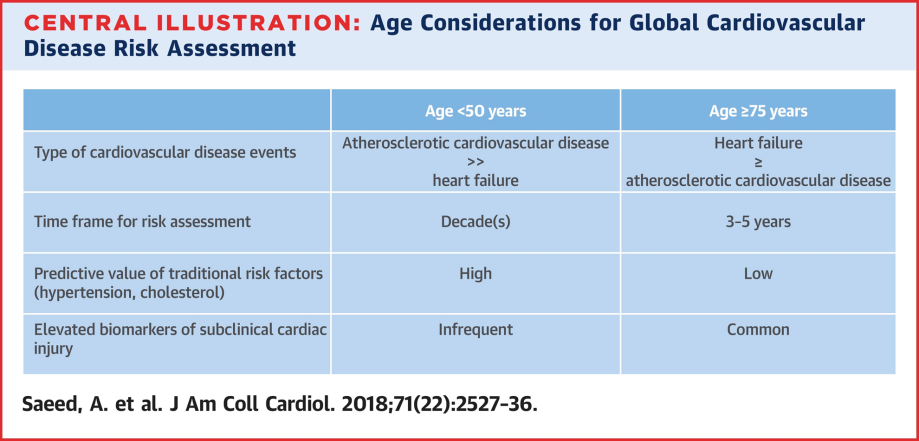 CENTRAL ILLUSTRATION: Age Considerations for Global Cardiovascular
Disease Risk Assessment
Age <50 years
Age ≥75 years
Type of cardiovascular disease events
Atherosclerotic cardiovascular disease
>>
heart failure
Heart failure
≥
atherosclerotic cardiovascular disease
Time frame for risk assessment
Decade(s)
3–5 years
Predictive value of traditional risk factors
(hypertension, cholesterol)
High
Low
Elevated biomarkers of subclinical cardiac
injury
Infrequent
Common
Saeed, A. et al. J Am Coll Cardiol. 2018;71(22):2527–36.